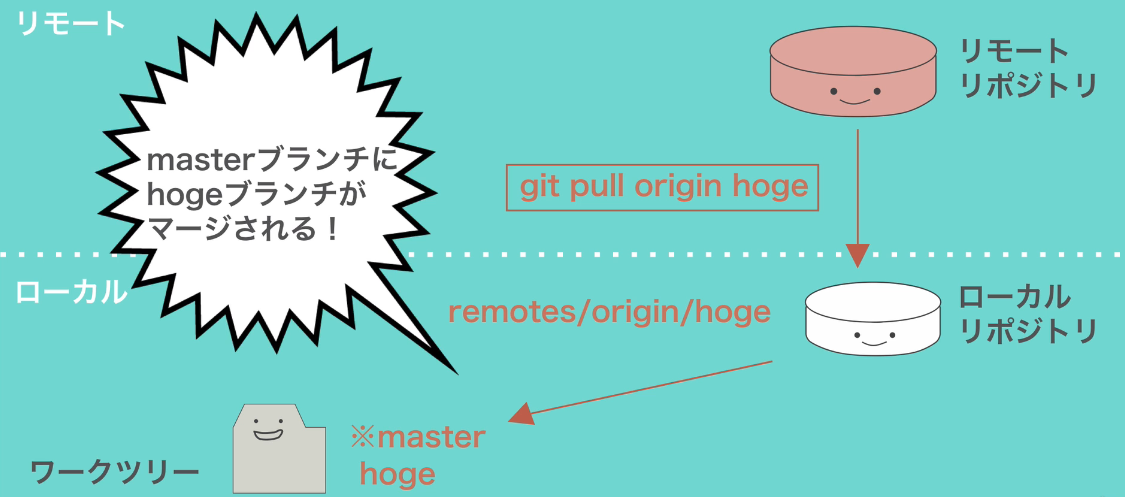 リモート
masterブランチに
hogeブランチが
マージされる！
リモート
リポジトリ
git pull origin hoge
ローカル
remotes/origin/hoge
ローカル
リポジトリ
※master
hoge
ワークツリー